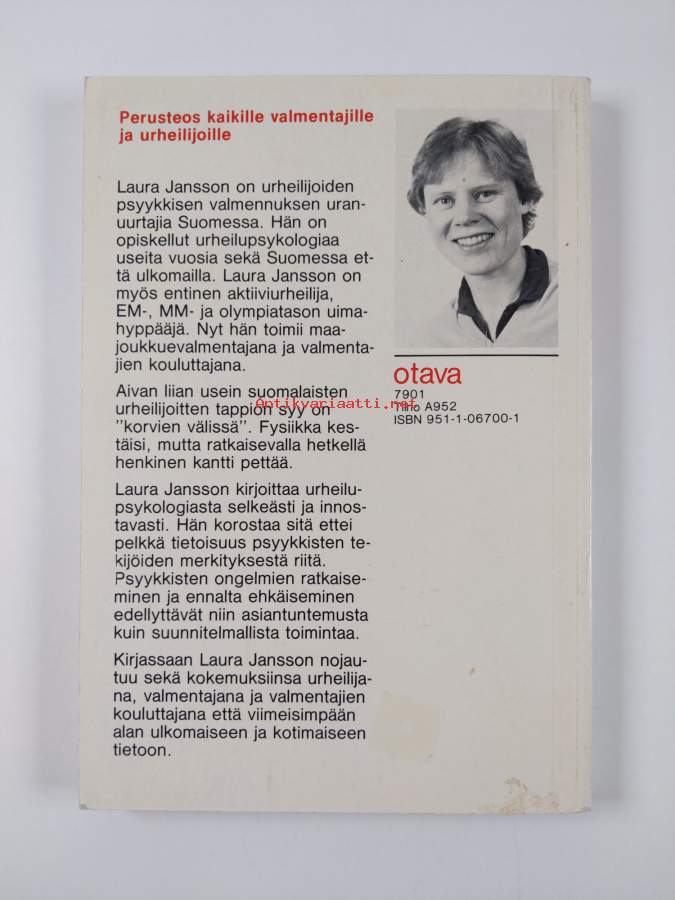 Perusteos kaikille valmentajille
ja urheilijoille
Laura Jansson on urheilijoiden
psyykkisen valmennuksen uran-
uurtajia Suomessa. Hän on
opiskellut urheilupsykologiaa
useita vuosia sekä Suomessa et-
tä ulkomailla. Laura Jansson on
myös entinen aktiiviurheilija,
EM-, MM- ja olympiatason uima-
hyppääjä. Nyt hän toimii maa-
joukkuevalmentajana ja valmenta-
jien kouluttajana.
Aivan liian usein suomalaisten
urheilijoitten tappion syy on
"korvien välissä". Fysiikka kes-
täisi, mutta ratkaisevalla hetkellä
henkinen kantti pettää.
Laura Jansson kirjoittaa urheilu-
psykologiasta selkeästi ja innos-
tavasti. Hän korostaa sitä ettei
pelkkä tietoisuus psyykkisten te-
kijöiden merkityksestä riitä.
Psyykkisten ongelmien ratkaise-
minen ja ennalta ehkäiseminen
edellyttävät niin asiantuntemusta
kuin suunnitelmallista toimintaa.
Kirjassaan Laura Jansson nojau-
tuu sekä kokemuksiinsa urheilija-
na, valmentajana ja valmentajien
kouluttajana että viimeisimpään
alan ulkomaiseen ja kotimaiseen
tietoon.
otava
7901
Tilno A952
ISBN 951-1-06700-1
Antikvariaatti.net